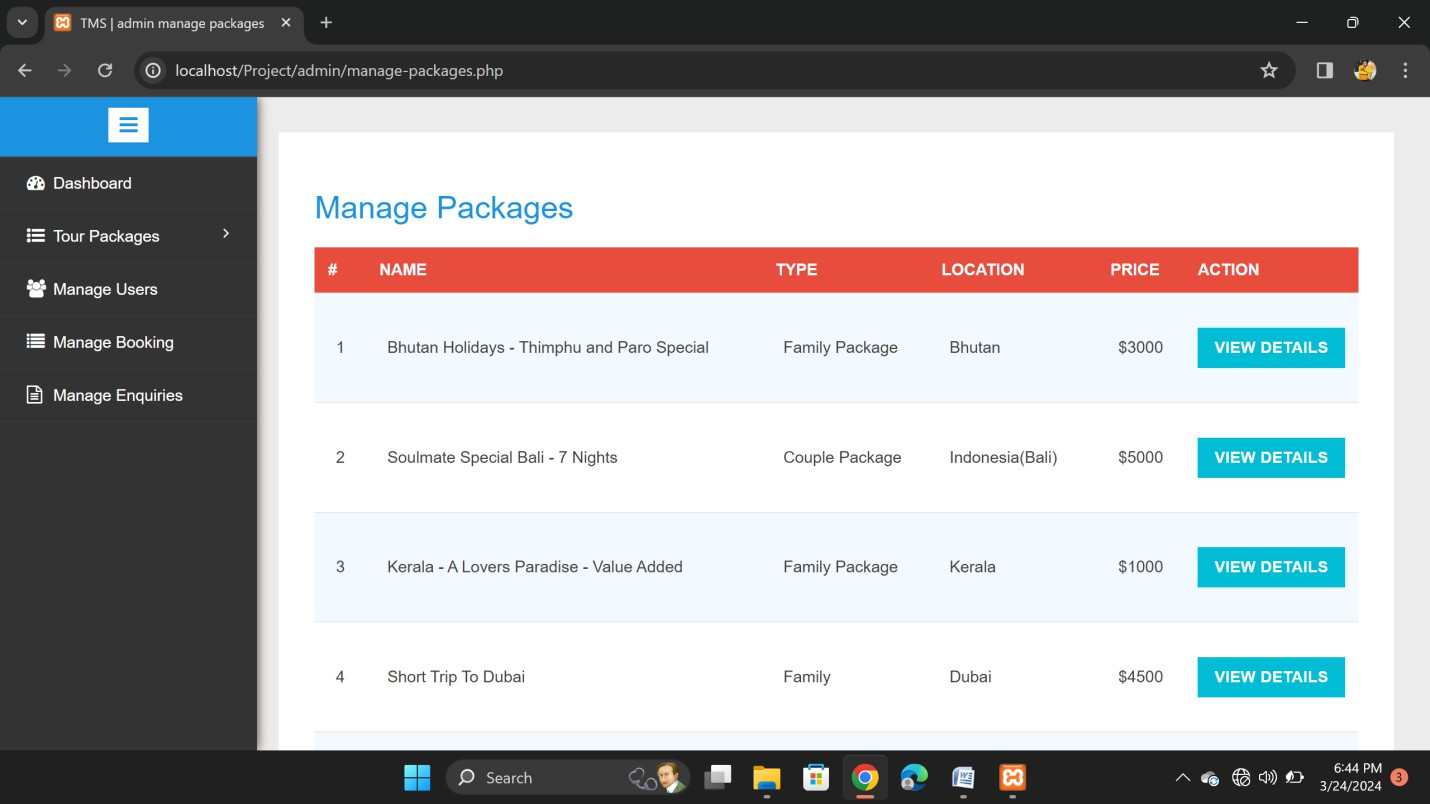 TMS | admin manage packages
localhost/Project/admin/manage-packages.php
Dashboard
Tour Packages
Manage Users
Manage Booking
Manage Enquiries
Manage Packages
# NAME TYPE LOCATION PRICE ACTION
1 Bhutan Holidays - Thimphu and Paro Special Family Package Bhutan $3000 VIEW DETAILS
2 Soulmate Special Bali - 7 Nights Couple Package Indonesia(Bali) $5000 VIEW DETAILS
3 Kerala - A Lovers Paradise - Value Added Family Package Kerala $1000 VIEW DETAILS
4 Short Trip To Dubai Family Dubai $4500 VIEW DETAILS
Search
6:44 PM
3/24/2024
3